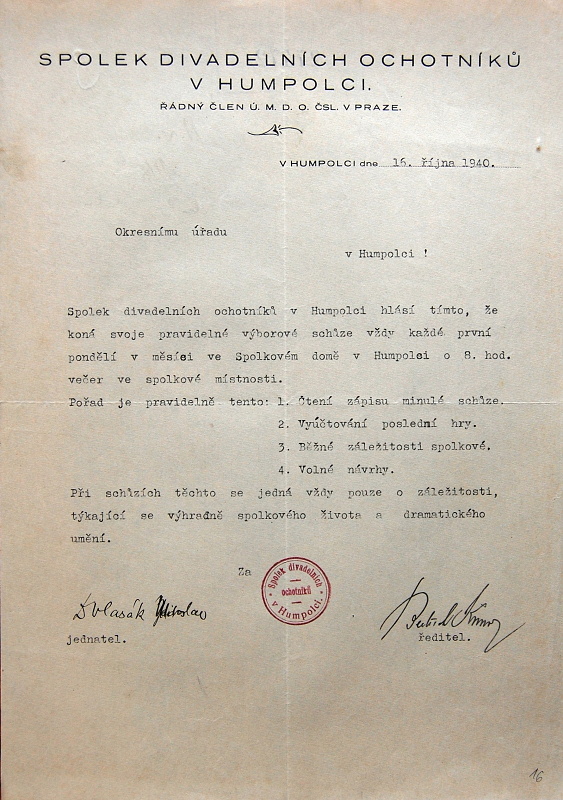 SPOLEK DIVADELNÍCH OCHOTNÍKŮ
V HUMPOLCI.
ŘÁDNÝ ČLEN Ú. M. D. O. ČSL. V PRAZE.
V HUMPOLCI dne 16. října 1940.
Okresnímu úřadu
v Humpolci !
Spolek divadelních ochotníků v Humpolci hlásí tímto, že
koná svoje pravidelné výborové schůze vždy každé první
pondělí v měsíci ve Spolkovém domě v Humpolci o 8. hod.
večer ve spolkové místnosti.
Pořad je pravidelně tento: 1. Čtení zápisu minulé schůze.
2. Vyúčtování poslední hry.
3. Běžné záležitosti spolkové.
4. Volné návrhy.
Při schůzích těchto se jedná vždy pouze o záležitosti,
týkající se výhradně spolkového života a dramatického
umění.
Za
Spolek divadelních
ochotníků
v Humpolci.
Dvlasák Miroslav
jednatel.
ředitel.
16